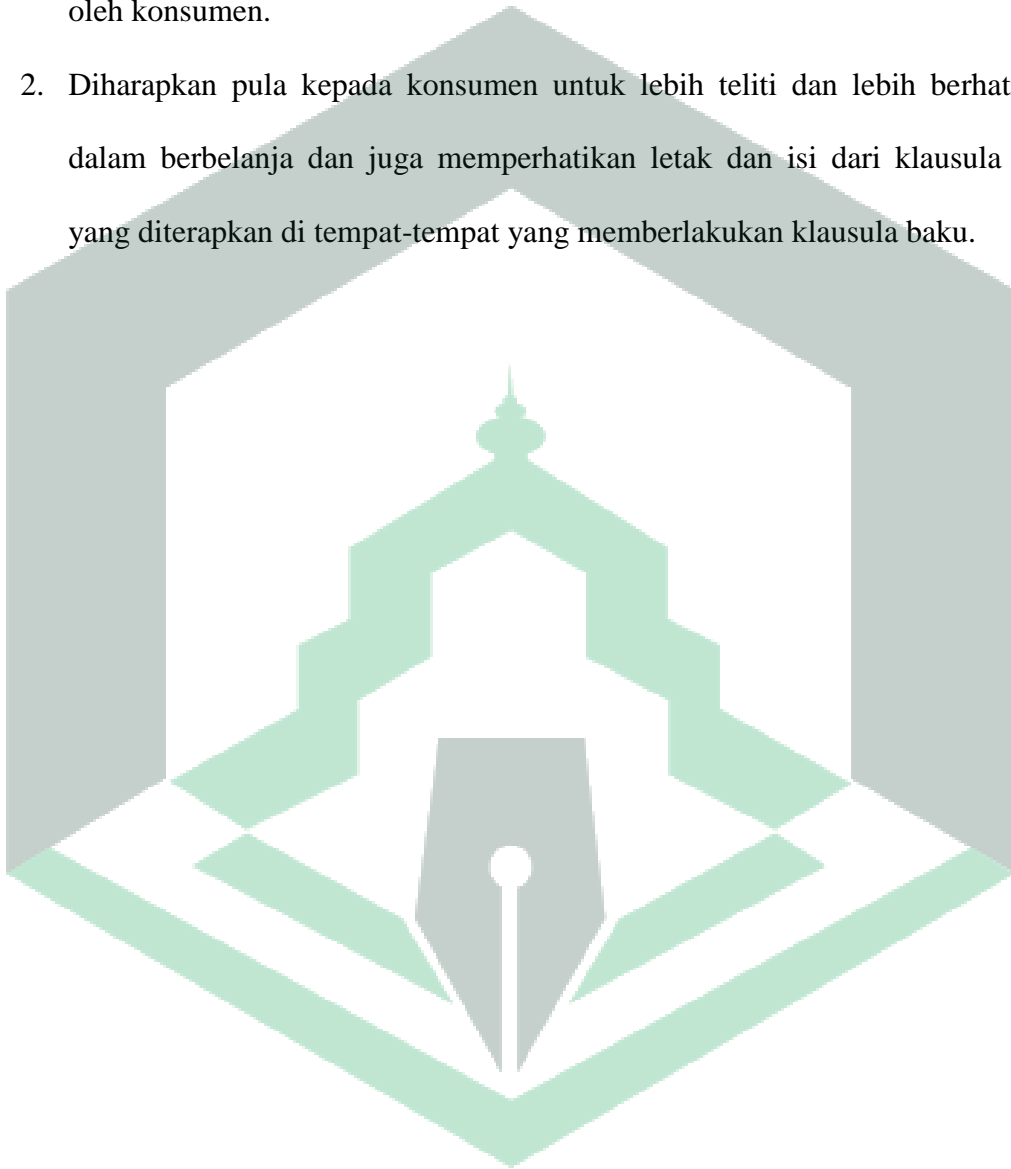 oleh konsumen.
2. Diharapkan pula kepada konsumen untuk lebih teliti dan lebih berhat
dalam berbelanja dan juga memperhatikan letak dan isi dari klausula
yang diterapkan di tempat-tempat yang memberlakukan klausula baku.